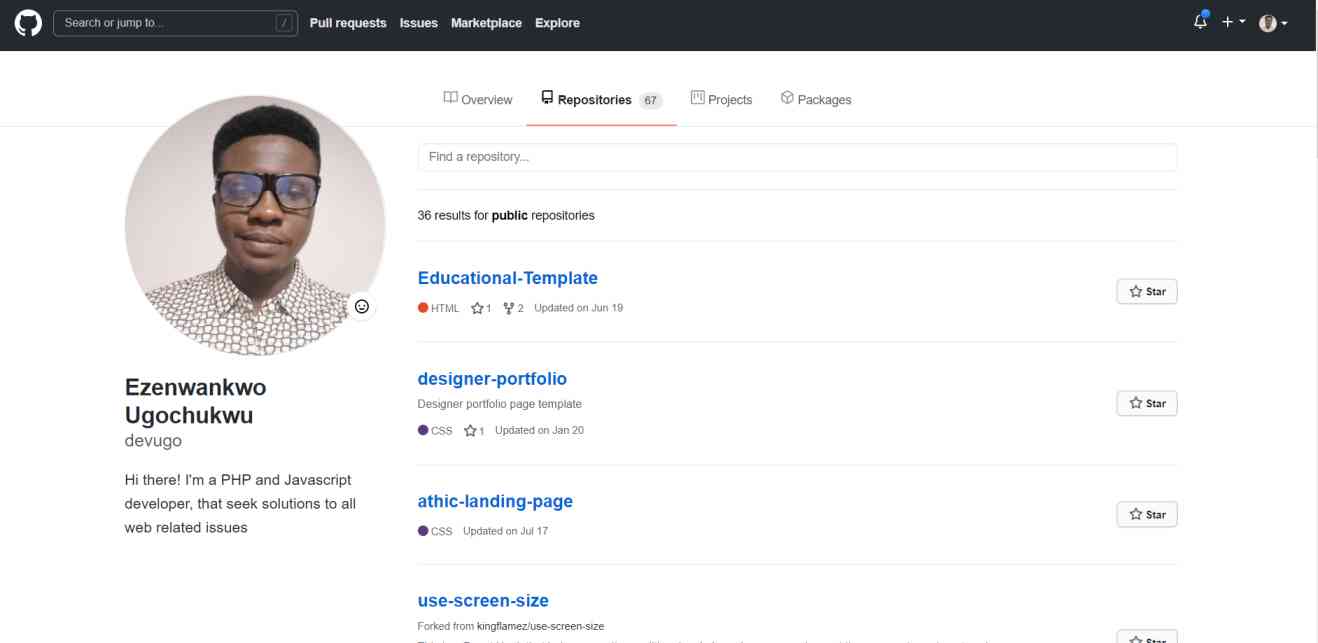 Search or jump to... /
Pull requests Issues Marketplace Explore
Overview Repositories 67 Projects Packages
Find a repository...
36 results for public repositories
Educational-Template
Star
HTML 1 2 Updated on Jun 19
designer-portfolio
Designer portfolio page template
Star
CSS 1 Updated on Jan 20
athic-landing-page
Star
CSS Updated on Jul 17
use-screen-size
Forked from kingflamez/use-screen-size
Star
Ezenwankwo
Ugochukwu
devugo
Hi there! I'm a PHP and Javascript
developer, that seek solutions to all
web related issues